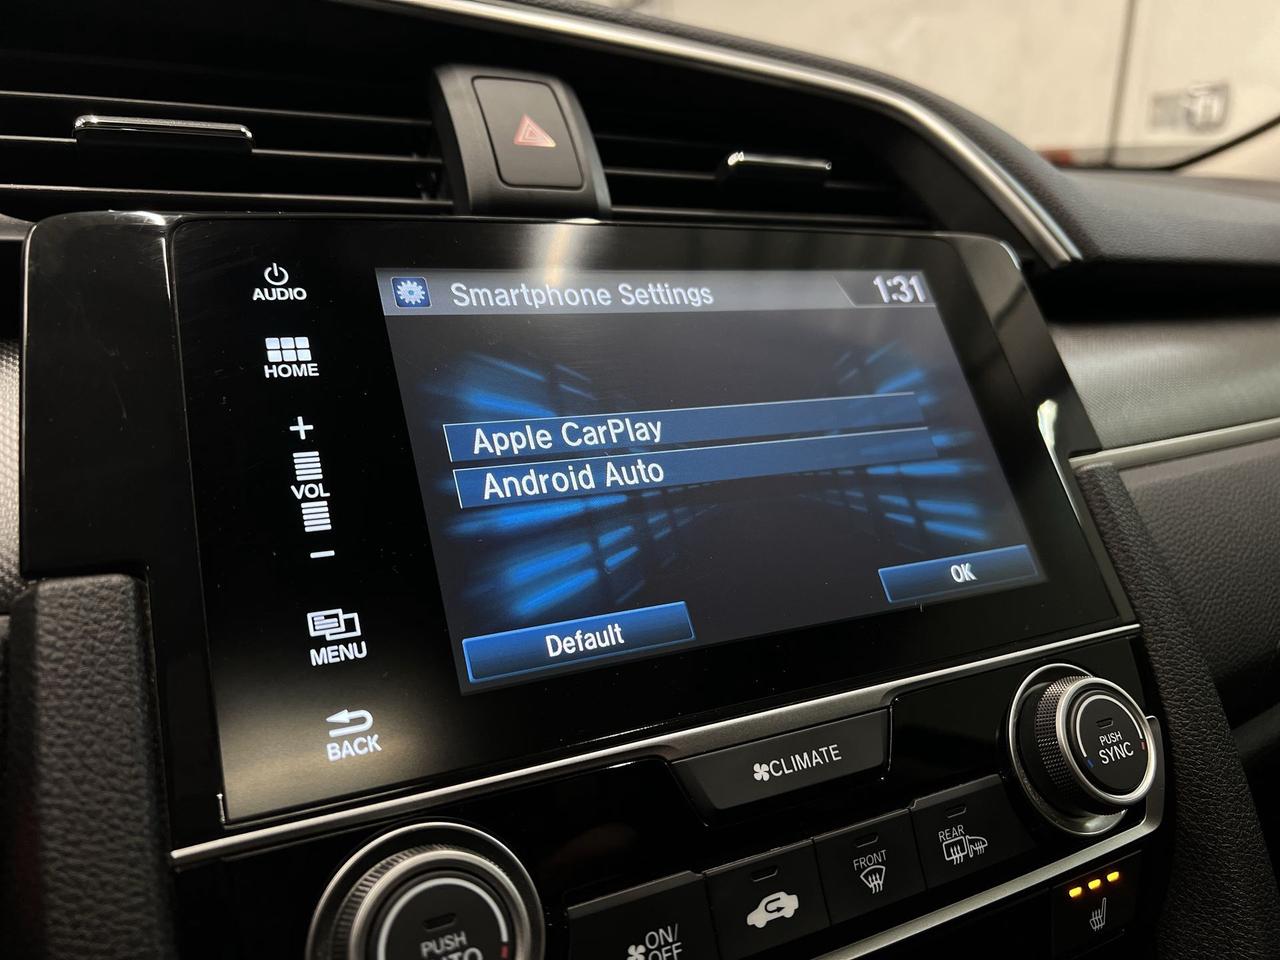 AUDIO
Smartphone Settings
1:31
HOME
+
VOL
−
Apple CarPlay
Android Auto
OK
Default
MENU
BACK
CLIMATE
PUSH
SYNC
REAR
FRONT
ON/
OFF
PUSH
AUTO